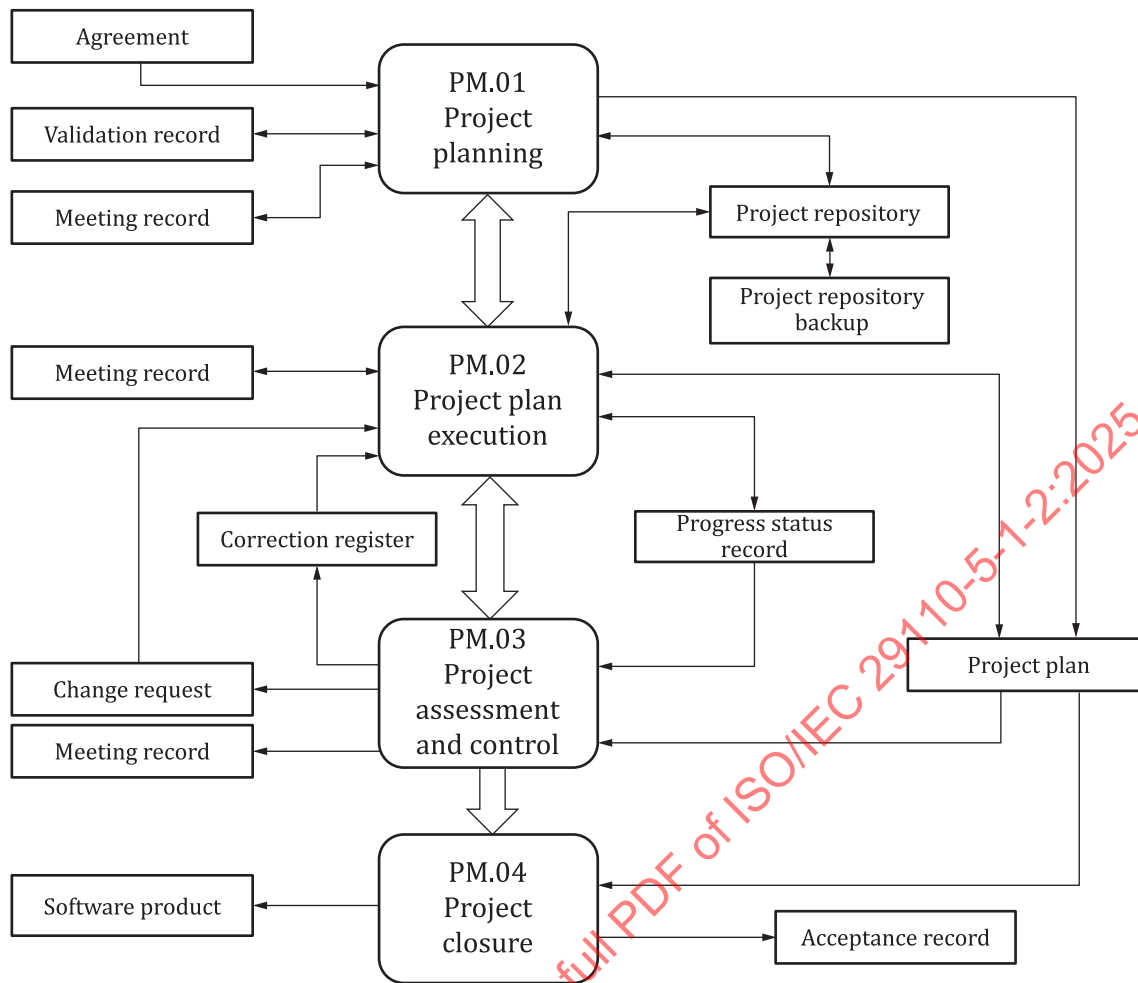 Agreement
PM.01
Project
planning
Validation record
Meeting record
Project repository
Project repository
backup
PM.02
Project plan
execution
Meeting record
Correction register
Progress status
record
PM.03
Project
assessment
and control
Project plan
Change request
Meeting record
PM.04
Project
closure
Software product
Acceptance record
full PDF of ISO/IEC 29110-5-1-2:2025